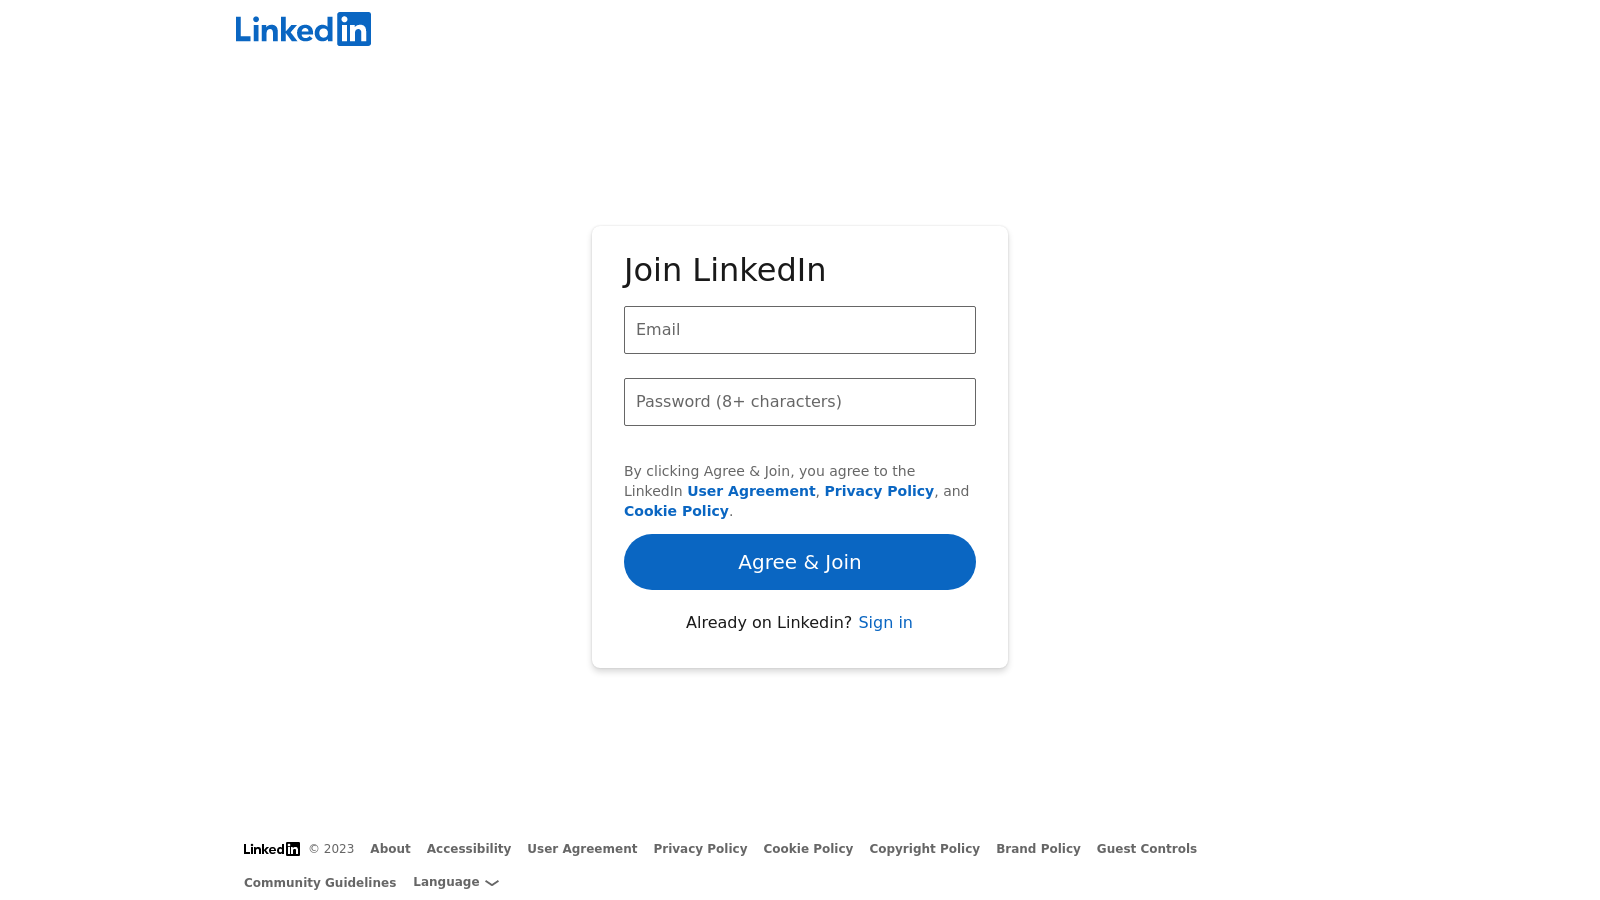 Linkedin
Join LinkedIn
Email
Password (8+ characters)
By clicking Agree & Join, you agree to the
LinkedIn User Agreement, Privacy Policy, and
Cookie Policy.
Agree & Join
Already on Linkedin? Sign in
Linkedin © 2023 About Accessibility User Agreement Privacy Policy Cookie Policy Copyright Policy Brand Policy Guest Controls
Community Guidelines Language